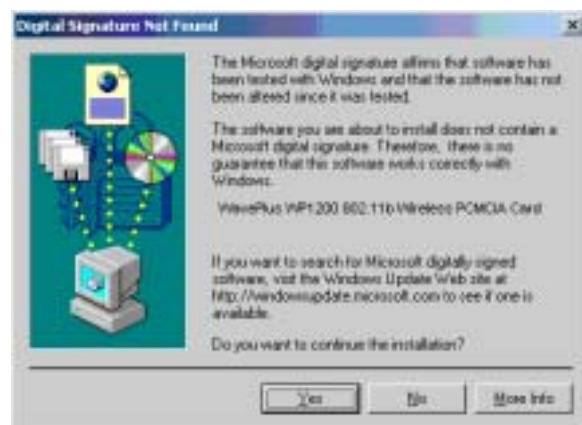 Digital Signature Not Found
The Microsoft digital signature affirms that software has
been tested with Windows and that the software has not
been altered since it was tested.
The software you are about to install does not contain a
Microsoft digital signature. Therefore, there is no
guarantee that this software works correctly with
Windows.
WavePlus WP1200 802.11b Wireless PCMCIA Card
If you want to search for Microsoft digitally signed
software, visit the Windows Update Web site at
http://windowsupdate.microsoft.com to see if one is
available.
Do you want to continue the installation?
Yes
No
More Info